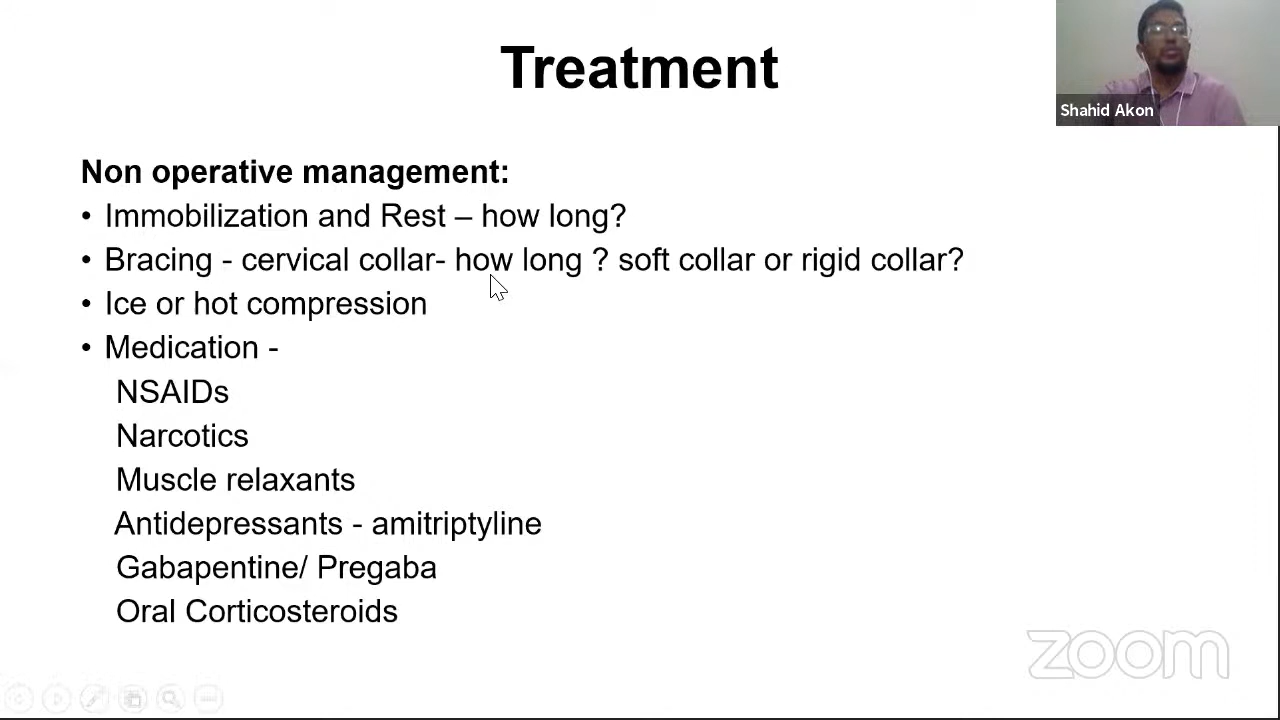 Treatment
Shahid Akon
Non operative management:
• Immobilization and Rest – how long?
• Bracing - cervical collar- how long ? soft collar or rigid collar?
• Ice or hot compression
• Medication -
NSAIDs
Narcotics
Muscle relaxants
Antidepressants - amitriptyline
Gabapentine/ Pregaba
Oral Corticosteroids
zoom